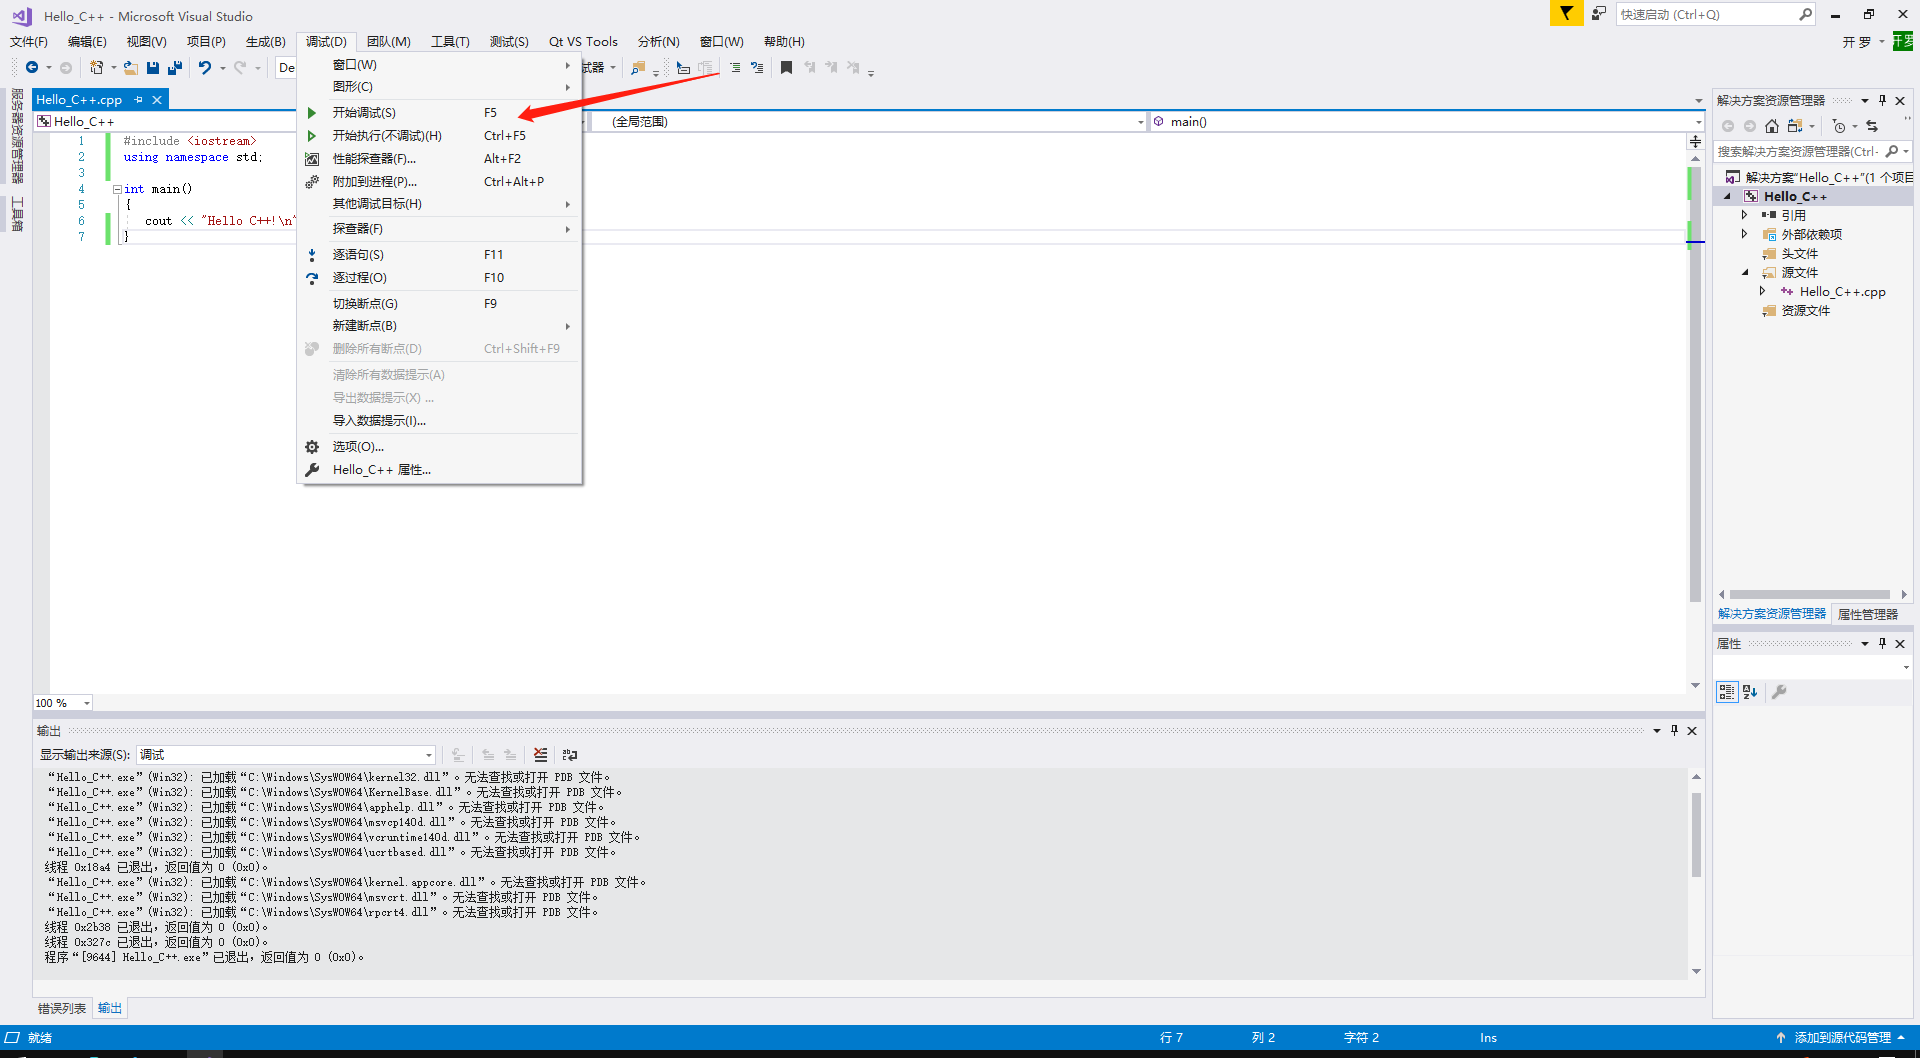 Hello_C++ - Microsoft Visual Studio
快速启动 (Ctrl+Q)
文件(F) 编辑(E) 视图(V) 项目(P) 生成(B) 调试(D) 团队(M) 工具(T) 测试(S) Qt VS Tools 分析(N) 窗口(W) 帮助(H)
开 罗
开罗
De
试器
服务器资源管理器
工具箱
Hello_C++.cpp
Hello_C++
(全局范围)
main()
1 #include <iostream>
2 using namespace std;
3
4 int main()
5 {
6 cout << "Hello C++!\n"
7 }
窗口(W)
图形(C)
开始调试(S) F5
开始执行(不调试)(H) Ctrl+F5
性能探查器(F)... Alt+F2
附加到进程(P)... Ctrl+Alt+P
其他调试目标(H)
探查器(F)
逐语句(S) F11
逐过程(O) F10
切换断点(G) F9
新建断点(B)
删除所有断点(D) Ctrl+Shift+F9
清除所有数据提示(A)
导出数据提示(X) ...
导入数据提示(I)...
选项(O)...
Hello_C++ 属性...
100 %
解决方案资源管理器
搜索解决方案资源管理器(Ctrl-
解决方案"Hello_C++"(1 个项目
Hello_C++
引用
外部依赖项
头文件
源文件
Hello_C++.cpp
资源文件
解决方案资源管理器 属性管理器
属性
输出
显示输出来源(S): 调试
“Hello_C++.exe”(Win32): 已加载“C:\Windows\SysWOW64\kernel32.dll”。无法查找或打开 PDB 文件。
“Hello_C++.exe”(Win32): 已加载“C:\Windows\SysWOW64\KernelBase.dll”。无法查找或打开 PDB 文件。
“Hello_C++.exe”(Win32): 已加载“C:\Windows\SysWOW64\apphelp.dll”。无法查找或打开 PDB 文件。
“Hello_C++.exe”(Win32): 已加载“C:\Windows\SysWOW64\msvcp140d.dll”。无法查找或打开 PDB 文件。
“Hello_C++.exe”(Win32): 已加载“C:\Windows\SysWOW64\vcruntime140d.dll”。无法查找或打开 PDB 文件。
“Hello_C++.exe”(Win32): 已加载“C:\Windows\SysWOW64\ucrtbased.dll”。无法查找或打开 PDB 文件。
线程 0x18a4 已退出，返回值为 0 (0x0)。
“Hello_C++.exe”(Win32): 已加载“C:\Windows\SysWOW64\kernel.appcore.dll”。无法查找或打开 PDB 文件。
“Hello_C++.exe”(Win32): 已加载“C:\Windows\SysWOW64\msvcrt.dll”。无法查找或打开 PDB 文件。
“Hello_C++.exe”(Win32): 已加载“C:\Windows\SysWOW64\rpcrt4.dll”。无法查找或打开 PDB 文件。
线程 0x2b38 已退出，返回值为 0 (0x0)。
线程 0x327c 已退出，返回值为 0 (0x0)。
程序“[9644] Hello_C++.exe”已退出，返回值为 0 (0x0)。
错误列表 输出
就绪
行 7 列 2 字符 2 Ins
添加到源代码管理